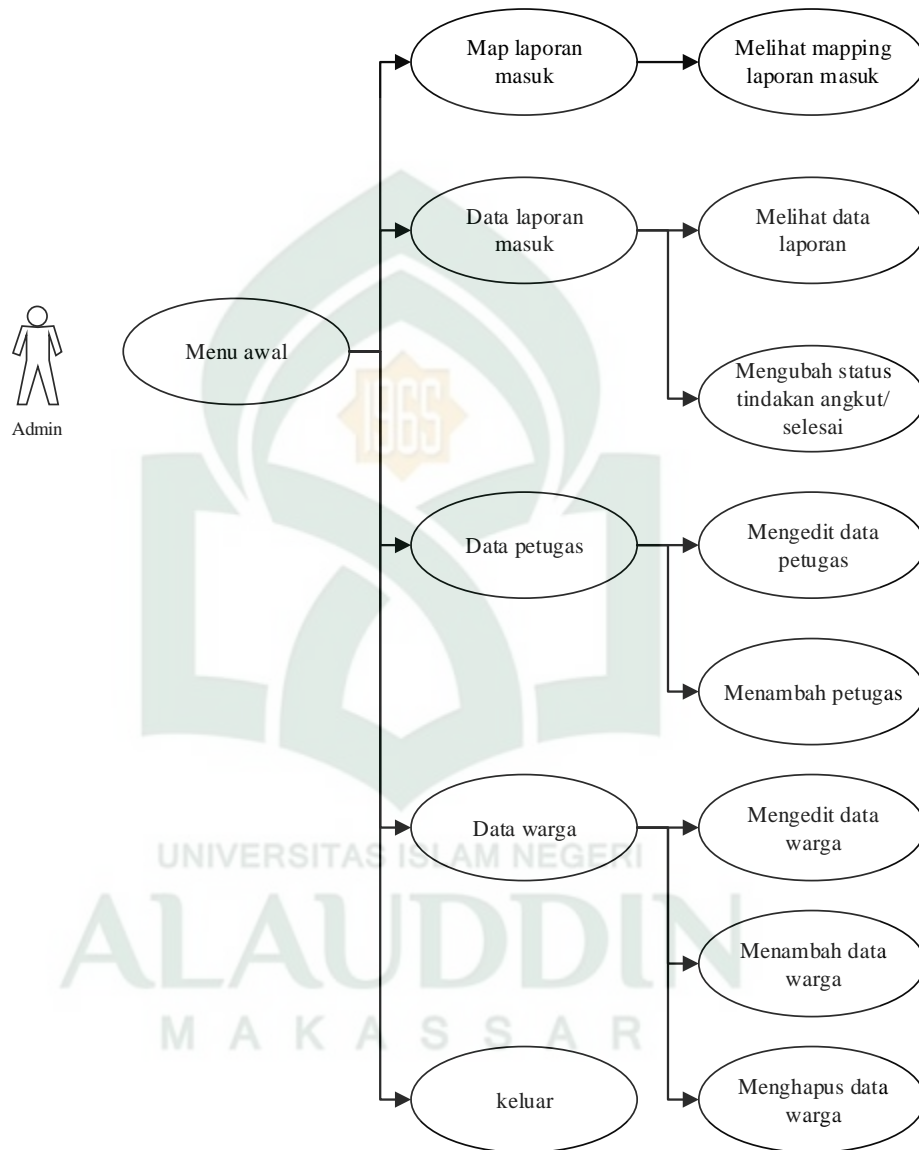 Map laporan
masuk
Melihat mapping
laporan masuk
Data laporan
masuk
Melihat data
laporan
Admin
Menu awal
1965
Mengubah status
tindakan angkut/
selesai
Data petugas
Mengedit data
petugas
Menambah petugas
Data warga
Mengedit data
warga
UNIVERSITAS ISLAM NEGERI
ALAUDDIN
MAKASSAR
Menambah data
warga
keluar
Menghapus data
warga